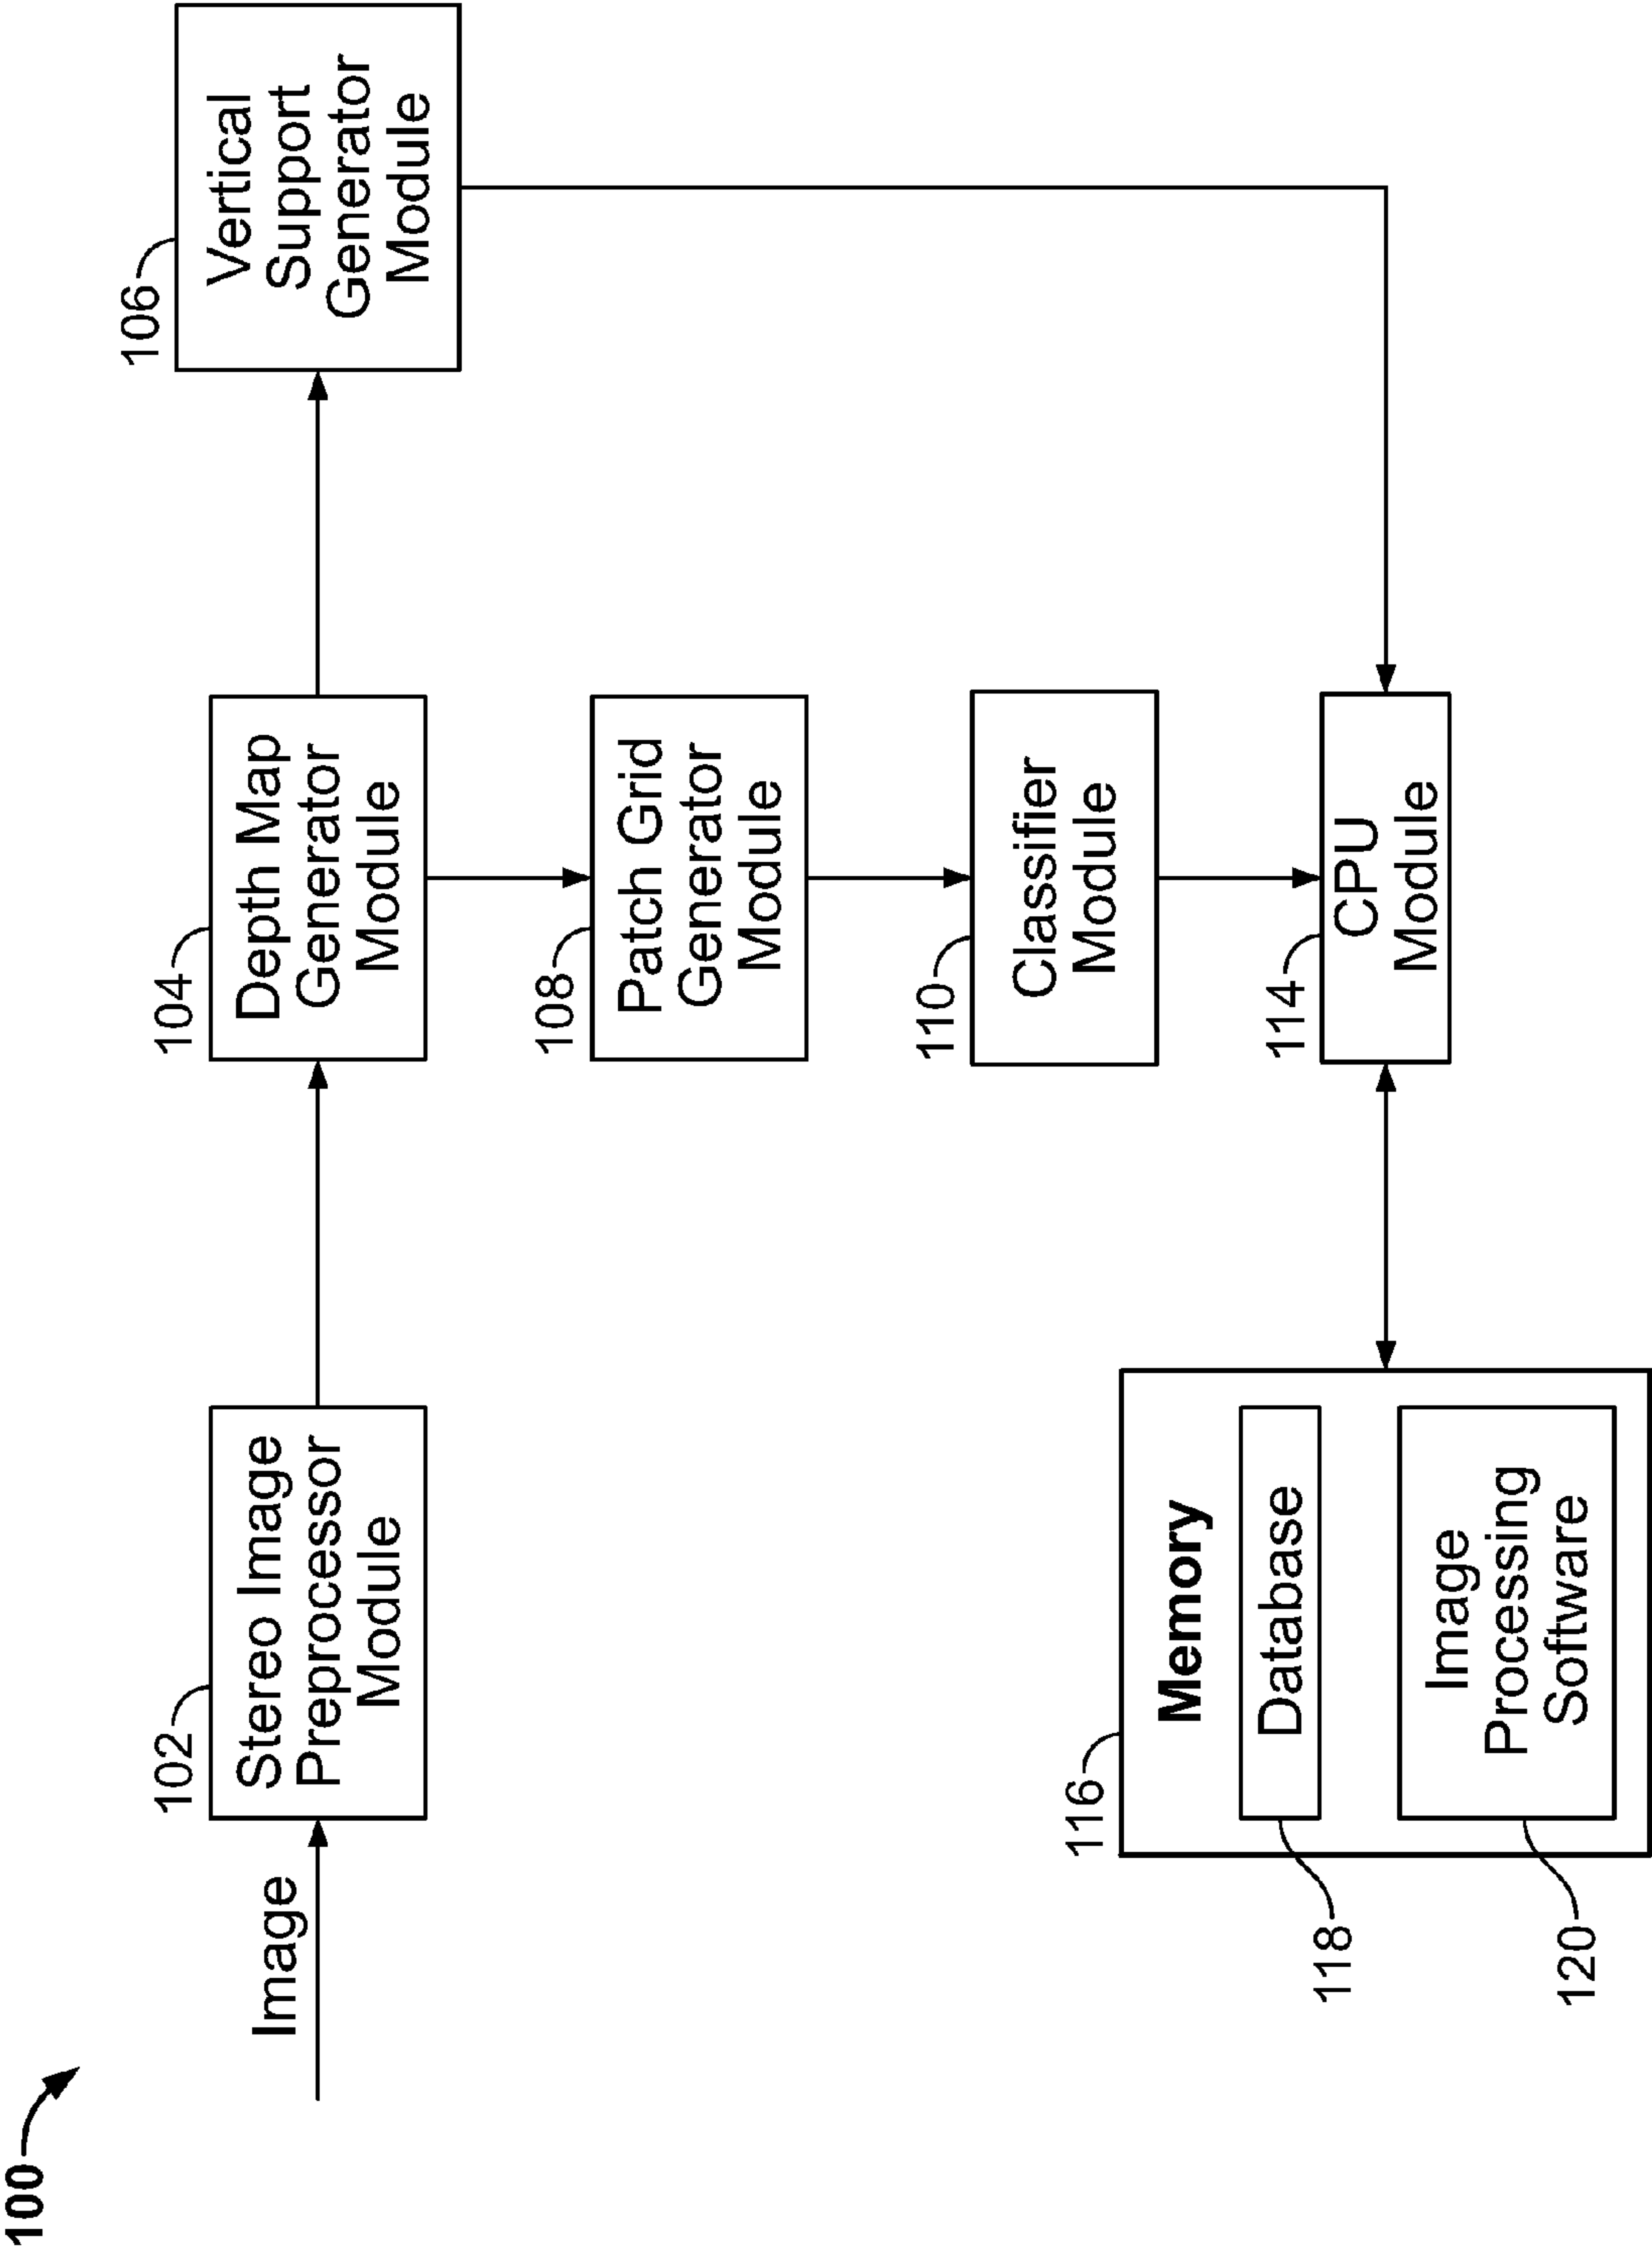 100
Image
102
Stereo Image
Preprocessor
Module
104
Depth Map
Generator
Module
106
Vertical
Support
Generator
Module
108
Patch Grid
Generator
Module
110
Classifier
Module
114
CPU
Module
116
Memory
118
Database
120
Image
Processing
Software